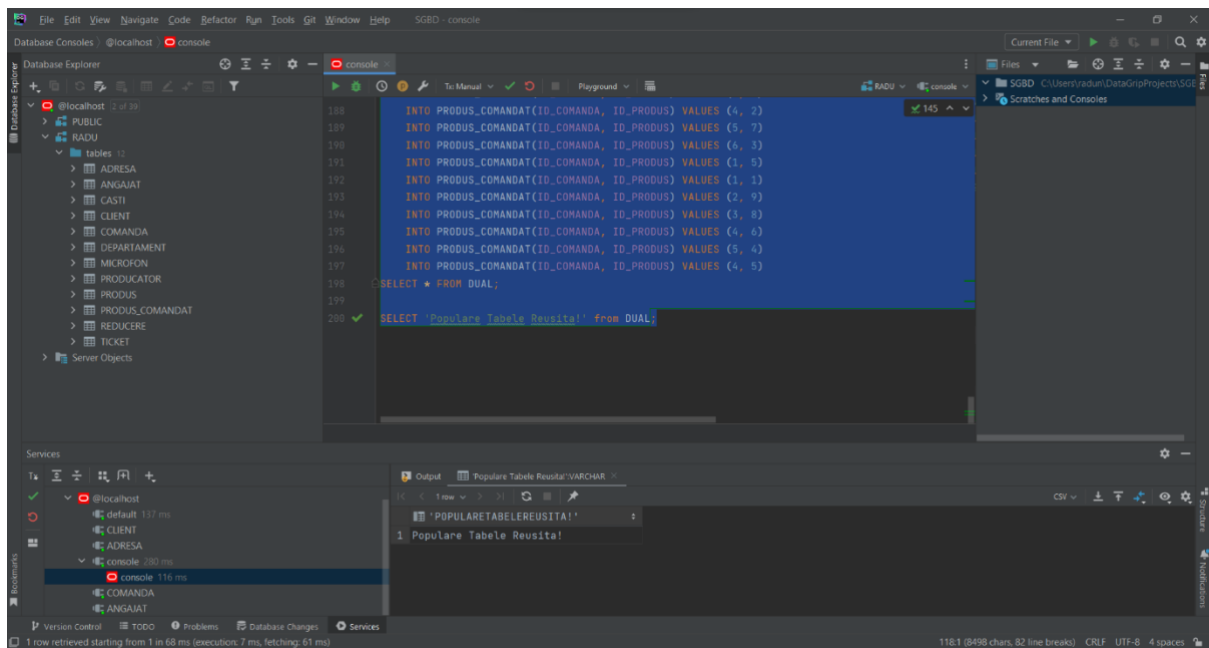 File Edit View Navigate Code Refactor Run Tools Git Window Help SGBD - console
Database Consoles @localhost console
Current File
Database Explorer
console
Files
Tx: Manual Playground
RADU console
@localhost 2 of 39
PUBLIC
RADU
tables 12
ADRESA
ANGAJAT
CASTI
CLIENT
COMANDA
DEPARTAMENT
MICROFON
PRODUCATOR
PRODUS
PRODUS_COMANDAT
REDUCERE
TICKET
Server Objects
188 INTO PRODUS_COMANDAT(ID_COMANDA, ID_PRODUS) VALUES (4, 2)
189 INTO PRODUS_COMANDAT(ID_COMANDA, ID_PRODUS) VALUES (5, 7)
190 INTO PRODUS_COMANDAT(ID_COMANDA, ID_PRODUS) VALUES (6, 3)
191 INTO PRODUS_COMANDAT(ID_COMANDA, ID_PRODUS) VALUES (1, 5)
192 INTO PRODUS_COMANDAT(ID_COMANDA, ID_PRODUS) VALUES (1, 1)
193 INTO PRODUS_COMANDAT(ID_COMANDA, ID_PRODUS) VALUES (2, 9)
194 INTO PRODUS_COMANDAT(ID_COMANDA, ID_PRODUS) VALUES (3, 8)
195 INTO PRODUS_COMANDAT(ID_COMANDA, ID_PRODUS) VALUES (4, 6)
196 INTO PRODUS_COMANDAT(ID_COMANDA, ID_PRODUS) VALUES (5, 4)
197 INTO PRODUS_COMANDAT(ID_COMANDA, ID_PRODUS) VALUES (4, 5)
198 SELECT * FROM DUAL;
199
200 SELECT 'Populare Tabele Reusita!' from DUAL;
145
SGBD C:\Users\radun\DataGripProjects\SGE
Scratches and Consoles
Database Explorer
Files
Services
Tx
@localhost
default 137 ms
CLIENT
ADRESA
console 280 ms
console 116 ms
COMANDA
ANGAJAT
Output 'Populare Tabele Reusita!':VARCHAR
1 row
CSV
'POPULARETABELEREUSITA!'
1 Populare Tabele Reusita!
Bookmarks
Structure
Notifications
Version Control TODO Problems Database Changes Services
1 row retrieved starting from 1 in 68 ms (execution: 7 ms, fetching: 61 ms)
118:1 (8498 chars, 82 line breaks) CRLF UTF-8 4 spaces